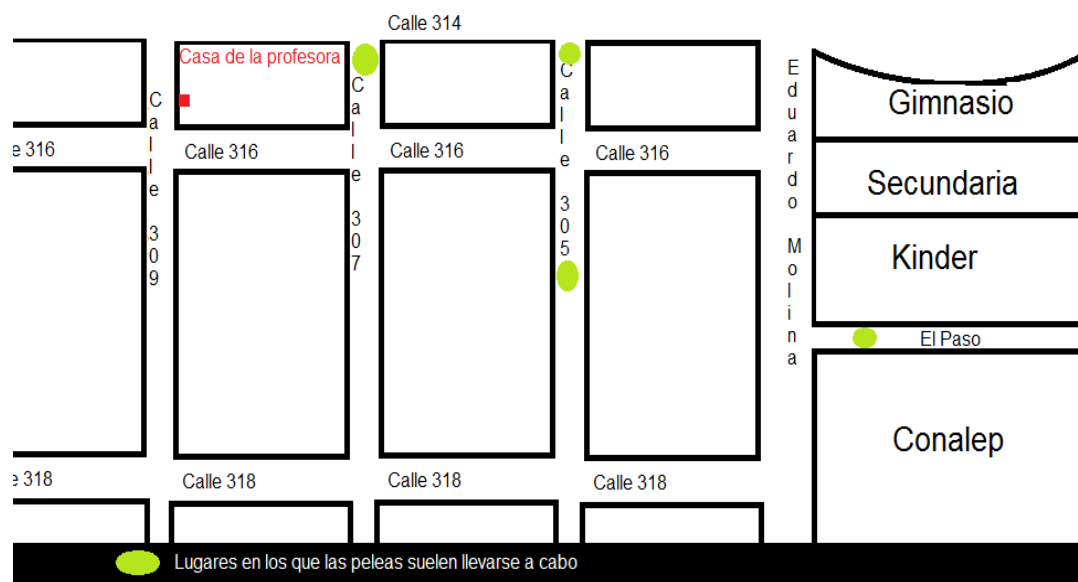 Calle 314
Casa de la profesora
Calle 309
Calle 307
Calle 305
Eduardo Molina
Gimnasio
e 316
Calle 316
Calle 316
Calle 316
Secundaria
Kinder
El Paso
Conalep
e 318
Calle 318
Calle 318
Calle 318
Lugares en los que las peleas suelen llevarse a cabo